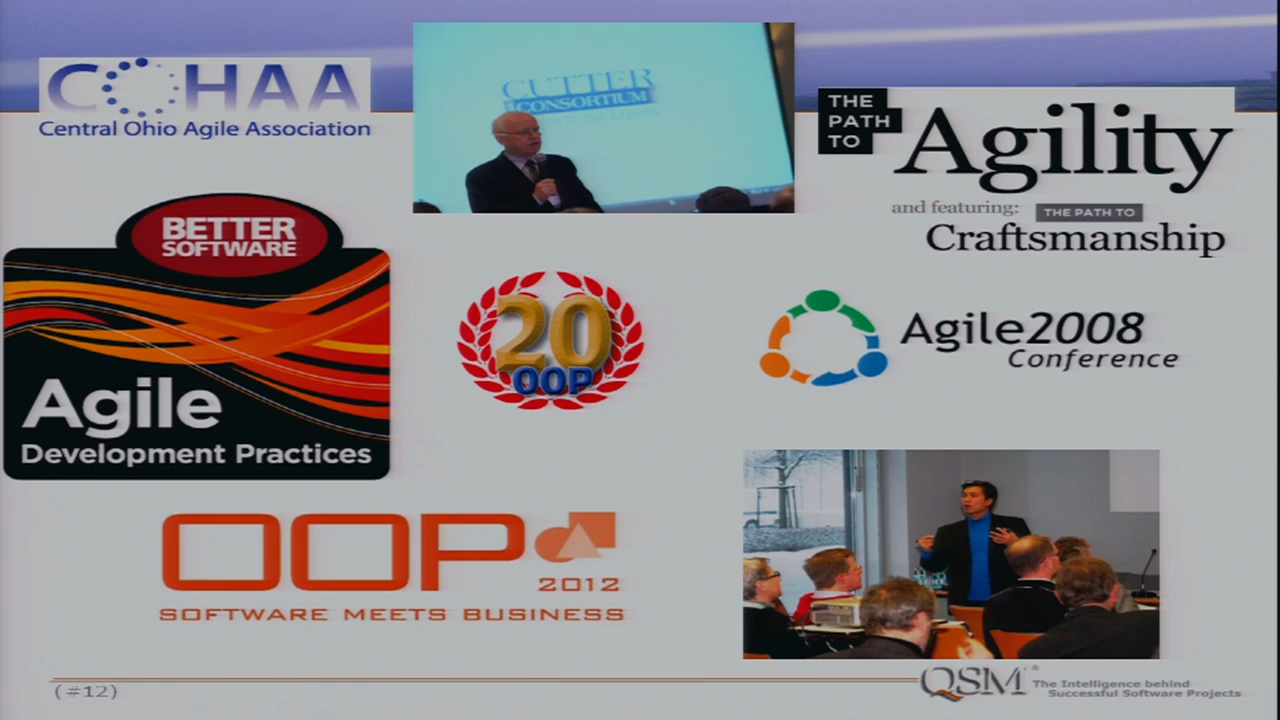 COHAA
Central Ohio Agile Association
CUTTER
CONSORTIUM
THE
PATH
TO
Agility
and featuring: THE PATH TO
Craftsmanship
BETTER
SOFTWARE
Agile
Development Practices
20
OOP
Agile2008
Conference
OOP
2012
SOFTWARE MEETS BUSINESS
(#12)
QSM®
The Intelligence behind
Successful Software Projects